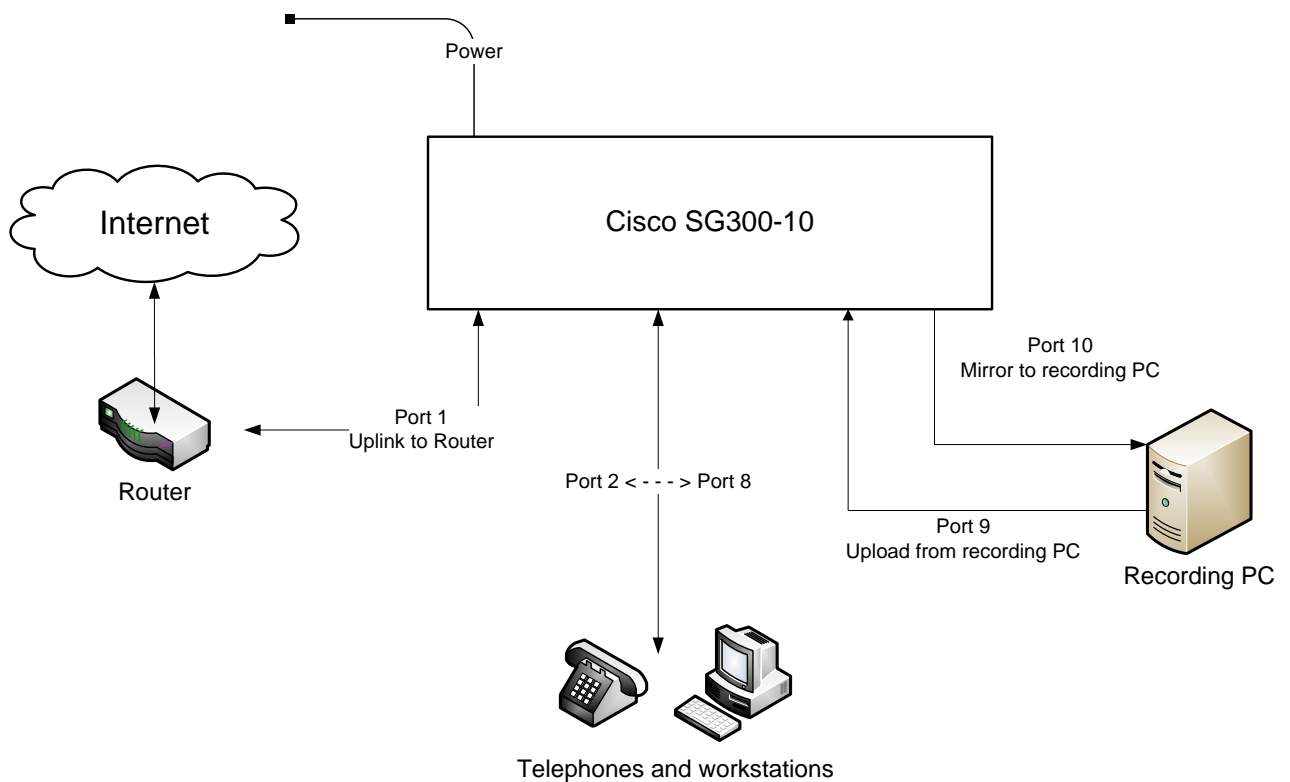 Power
Internet
Cisco SG300-10
Port 10
Mirror to recording PC
Port 1
Uplink to Router
Router
Port 2 < - - - > Port 8
Port 9
Upload from recording PC
Recording PC
Telephones and workstations